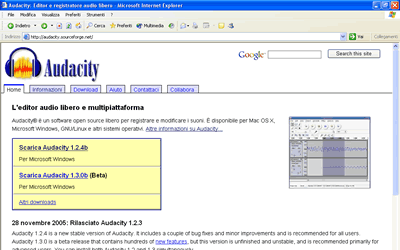 Audacity: Editor e registratore audio libero - Microsoft Internet Explorer
File Modifica Visualizza Preferiti Strumenti ?
Indietro Cerca Preferiti Multimedia
Indirizzo http://audacity.sourceforge.net/ Vai Collegamenti
Audacity
Google Search this site
Home Informazioni Download Aiuto Contattaci Collabora
L'editor audio libero e multipiattaforma
Audacity® è un software open source libero per registrare e modificare i suoni. È disponibile per Mac OS X,
Microsoft Windows, GNU/Linux e altri sistemi operativi. Altre informazioni su Audacity...
Scarica Audacity 1.2.4b
Per Microsoft Windows
Scarica Audacity 1.3.0b (Beta)
Per Microsoft Windows
Altri downloads
28 novembre 2005: Rilasciato Audacity 1.2.3
Audacity 1.2.4 is a new stable version of Audacity. It includes a couple of bug fixes and minor improvements and is recommended for all users.
Audacity 1.3.0 is a beta release that contains hundreds of new features, but this version is unfinished and unstable, and is recommended primarily for
advanced users. You can install both Audacity 1.2 and 1.3 simultaneously.